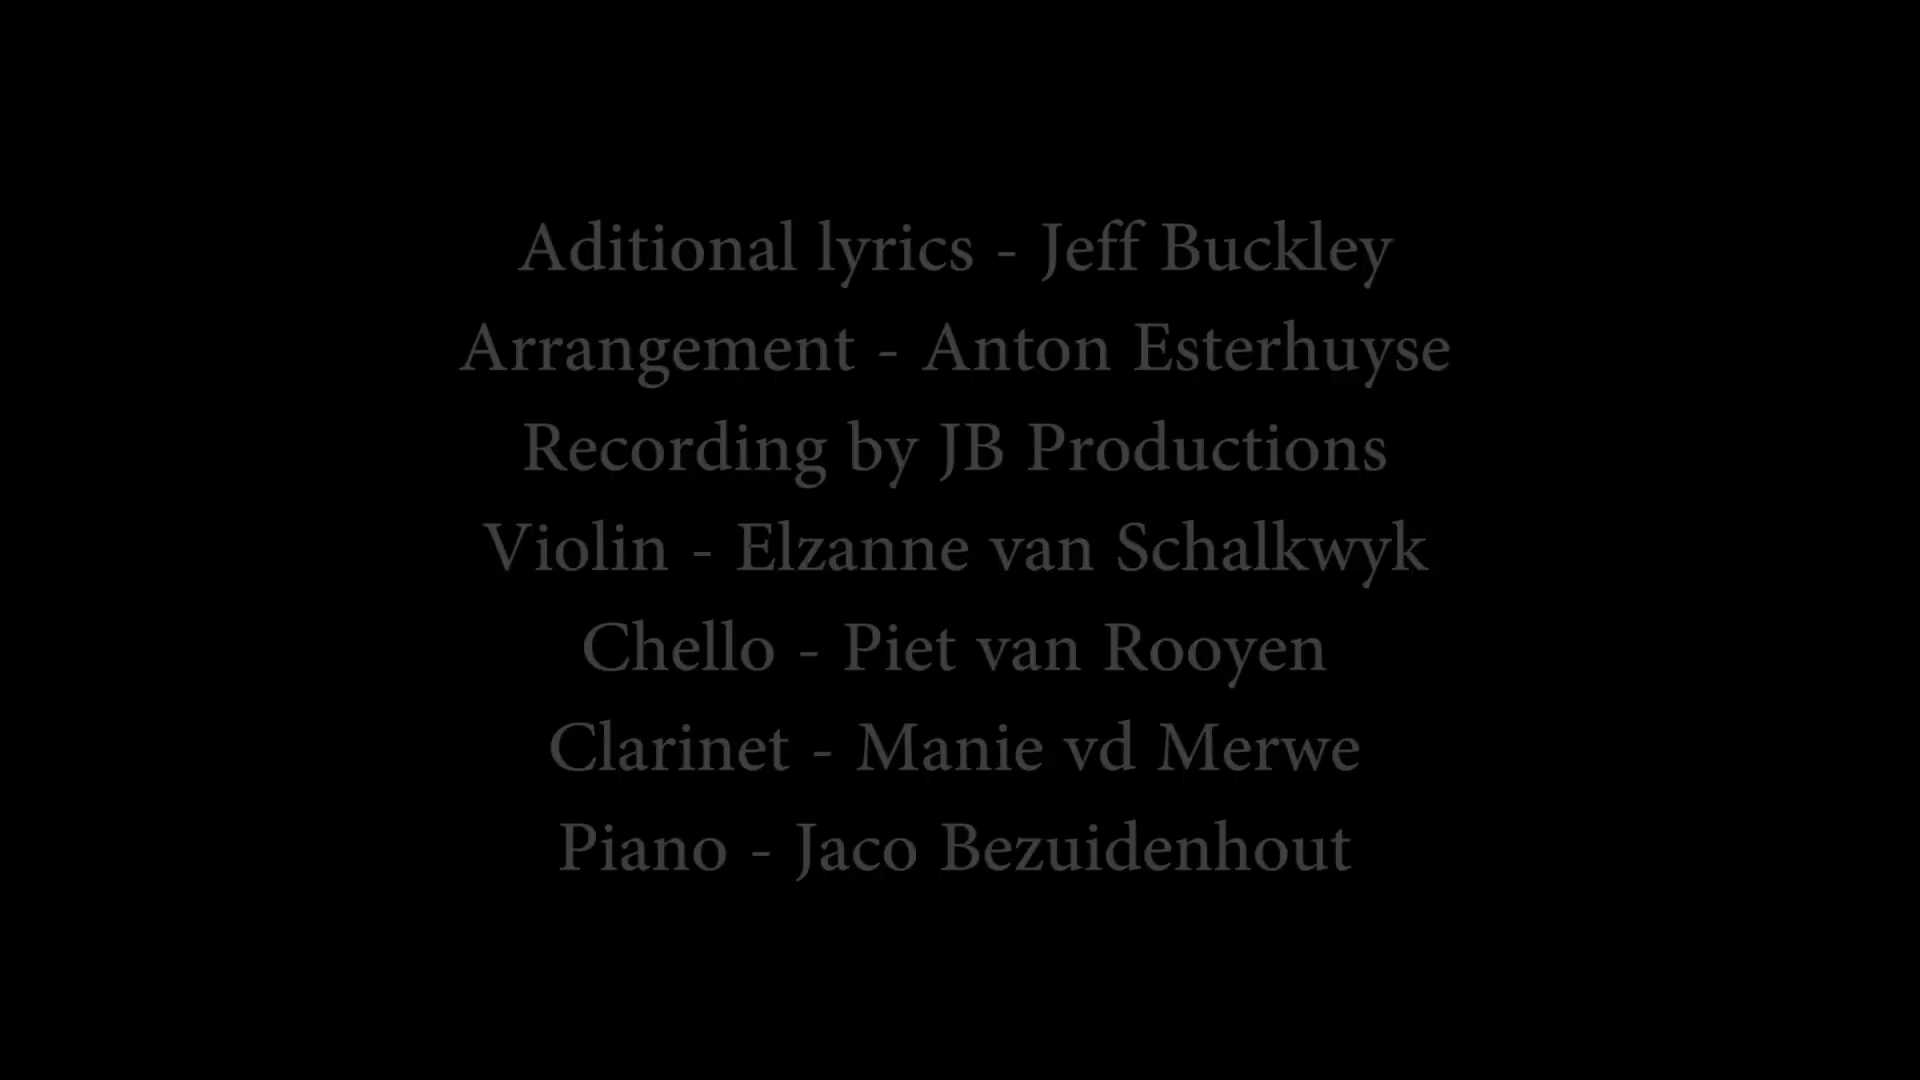 Aditional lyrics - Jeff Buckley
Arrangement - Anton Esterhuyse
Recording by JB Productions
Violin - Elzanne van Schalkwyk
Chello - Piet van Rooyen
Clarinet - Manie vd Merwe
Piano - Jaco Bezuidenhout